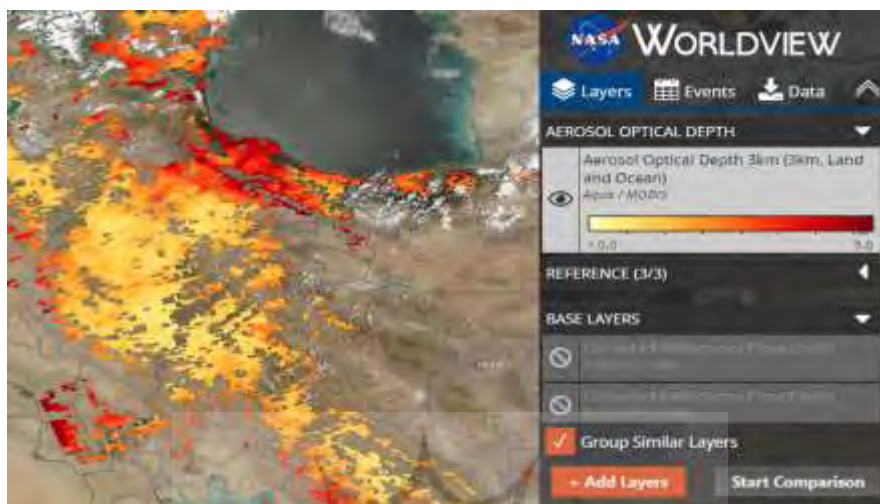 NASA WORLDVIEW
Layers Events Data
AEROSOL OPTICAL DEPTH
Aerosol Optical Depth 3km (3km, Land
and Ocean)
Aqua / MODIS
REFERENCE (3/3)
BASE LAYERS
Group Similar Layers
+ Add Layers Start Comparison